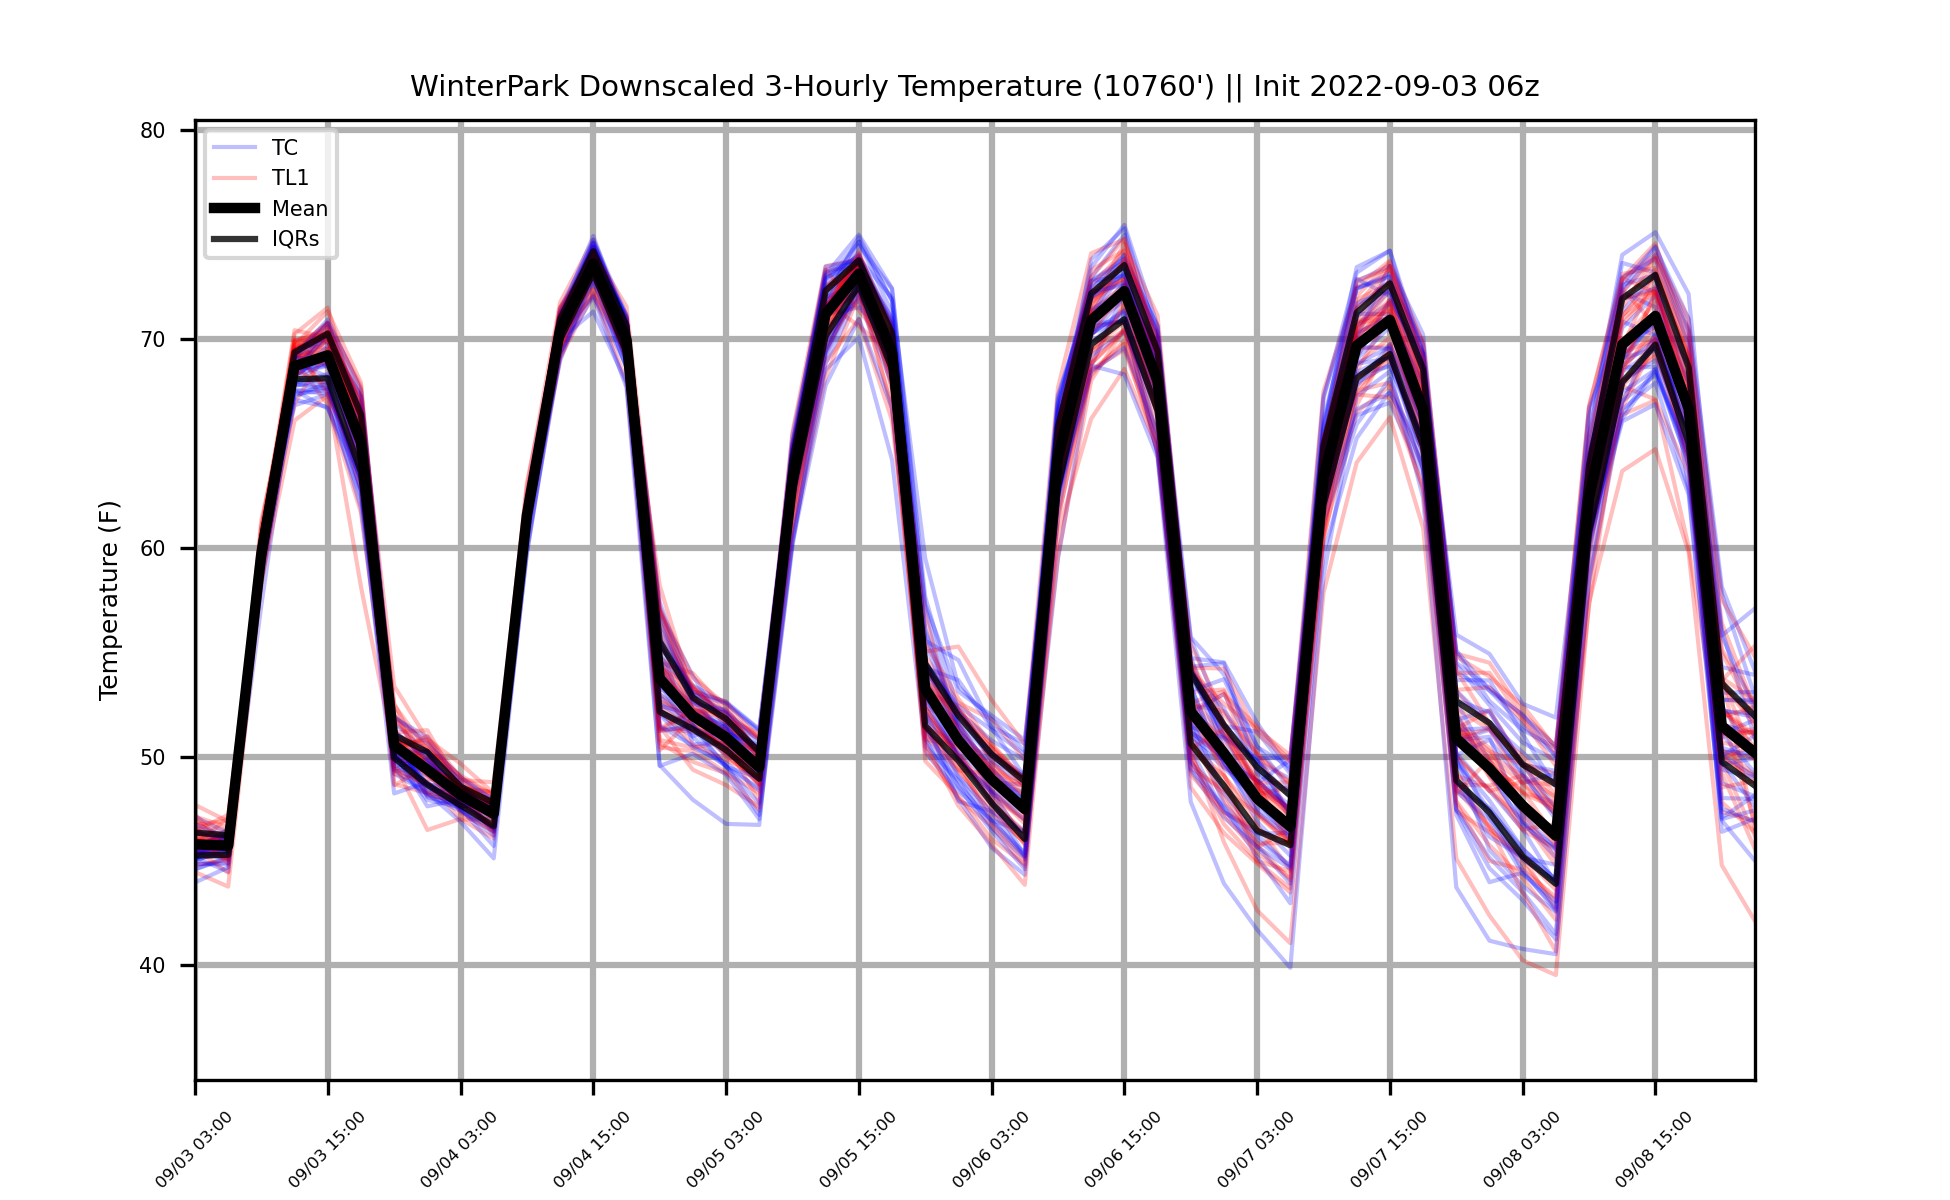 WinterPark Downscaled 3-Hourly Temperature (10760') || Init 2022-09-03 06z
80
70
60
50
40
Temperature (F)
TC
TL1
Mean
IQRs
09/03 03:00
09/03 15:00
09/04 03:00
09/04 15:00
09/05 03:00
09/05 15:00
09/06 03:00
09/06 15:00
09/07 03:00
09/07 15:00
09/08 03:00
09/08 15:00